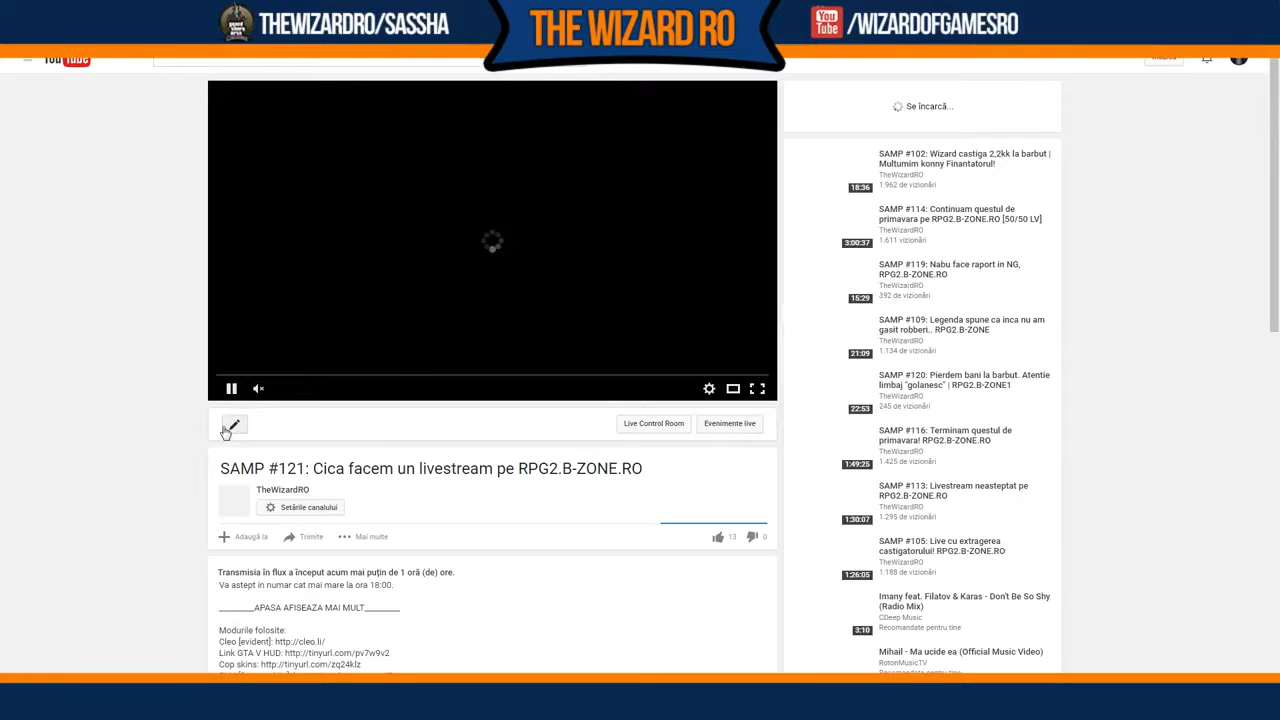 THEWIZARDRO/SASSHA
THE WIZARD RO
You Tube /WIZARDOFGAMESRO
YouTube
Se încarcă...
SAMP #102: Wizard castiga 2,2kk la barbut |
Multumim konny Finantatorul!
TheWizardRO
1.962 de vizionări
18:36
SAMP #114: Continuam questul de
primavara pe RPG2.B-ZONE.RO [50/50 LV]
TheWizardRO
1.611 vizionări
3:00:37
SAMP #119: Nabu face raport in NG,
RPG2.B-ZONE.RO
TheWizardRO
392 de vizionări
15:29
SAMP #109: Legenda spune ca inca nu am
gasit robberi.. RPG2.B-ZONE
TheWizardRO
1.134 de vizionări
21:09
SAMP #120: Pierdem bani la barbut. Atentie
limbaj "golanesc" | RPG2.B-ZONE1
TheWizardRO
245 de vizionări
22:53
SAMP #116: Terminam questul de
primavara! RPG2.B-ZONE.RO
TheWizardRO
1.425 de vizionări
1:49:25
SAMP #113: Livestream neasteptat pe
RPG2.B-ZONE.RO
TheWizardRO
1.295 de vizionări
1:30:07
SAMP #105: Live cu extragerea
castigatorului! RPG2.B-ZONE.RO
TheWizardRO
1.188 de vizionări
1:26:05
Imany feat. Filatov & Karas - Don't Be So Shy
(Radio Mix)
CDeep Music
Recomandate pentru tine
3:10
Mihail - Ma ucide ea (Official Music Video)
RotonMusicTV
Recomandate pentru tine
Live Control Room
Evenimente live
SAMP #121: Cica facem un livestream pe RPG2.B-ZONE.RO
TheWizardRO
Setările canalului
Adaugă la
Trimite
Mai multe
13
0
Transmisia în flux a început acum mai puțin de 1 oră (de) ore.
Va astept in numar cat mai mare la ora 18:00.
_________APASA AFISEAZA MAI MULT_________
Modurile folosite:
Cleo [evident]: http://cleo.li/
Link GTA V HUD: http://tinyurl.com/pv7w9v2
Cop skins: http://tinyurl.com/zq24klz